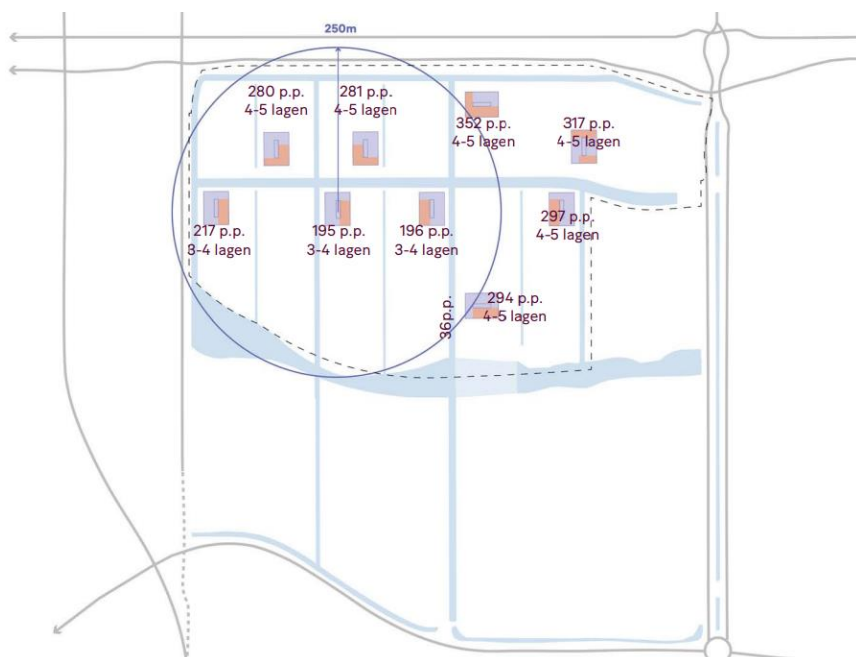 250m
280 p.p.
4-5 lagen
281 p.p.
4-5 lagen
352 p.p.
4-5 lagen
317 p.p.
4-5 lagen
217 p.p.
3-4 lagen
195 p.p.
3-4 lagen
196 p.p.
3-4 lagen
297 p.p.
4-5 lagen
36p.p.
294 p.p.
4-5 lagen